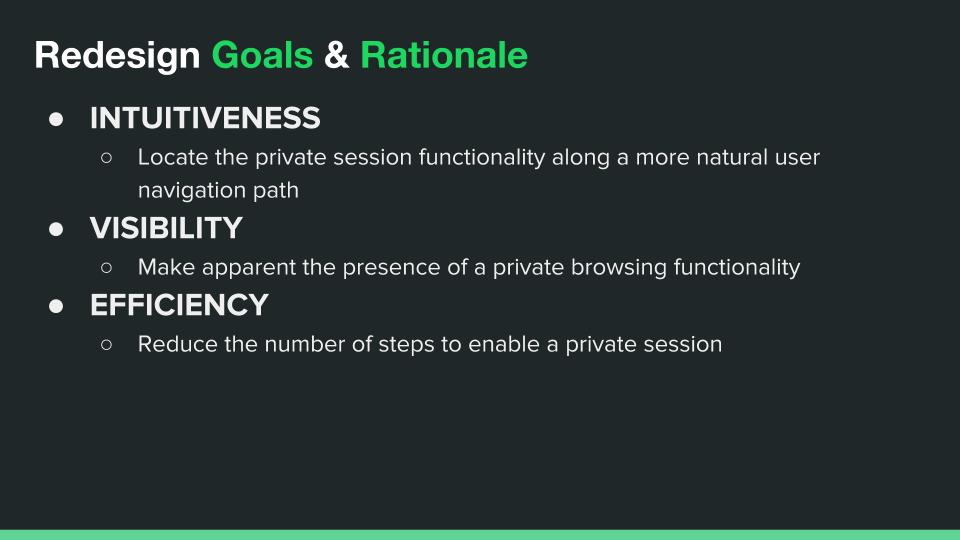 Redesign Goals & Rationale
● INTUITIVENESS
○ Locate the private session functionality along a more natural user
navigation path
● VISIBILITY
○ Make apparent the presence of a private browsing functionality
● EFFICIENCY
○ Reduce the number of steps to enable a private session